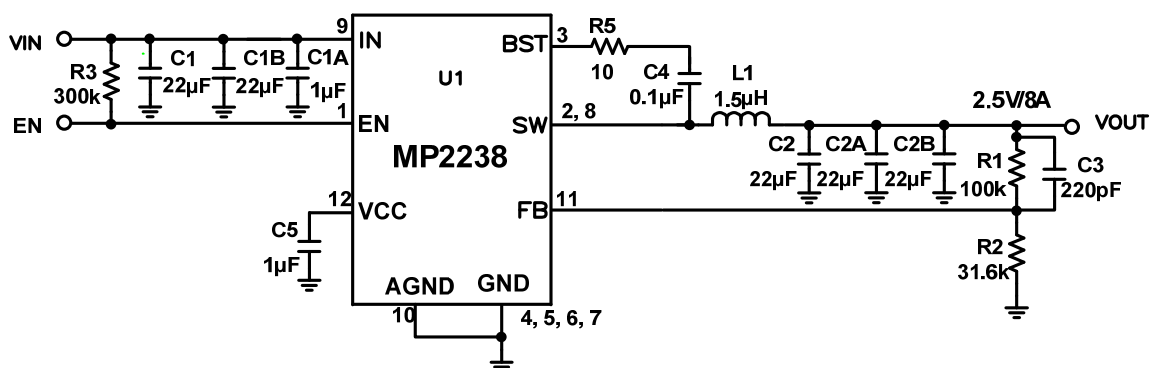 VIN
9
IN
BST
3
R5
10
C4
0.1µF
L1
1.5µH
2.5V/8A
VOUT
R3
300k
C1
22µF
C1B
22µF
C1A
1µF
U1
EN
1
EN
SW
2, 8
MP2238
C2
22µF
C2A
22µF
C2B
22µF
R1
100k
C3
220pF
12
VCC
FB
11
C5
1µF
R2
31.6k
AGND
GND
10
4, 5, 6, 7